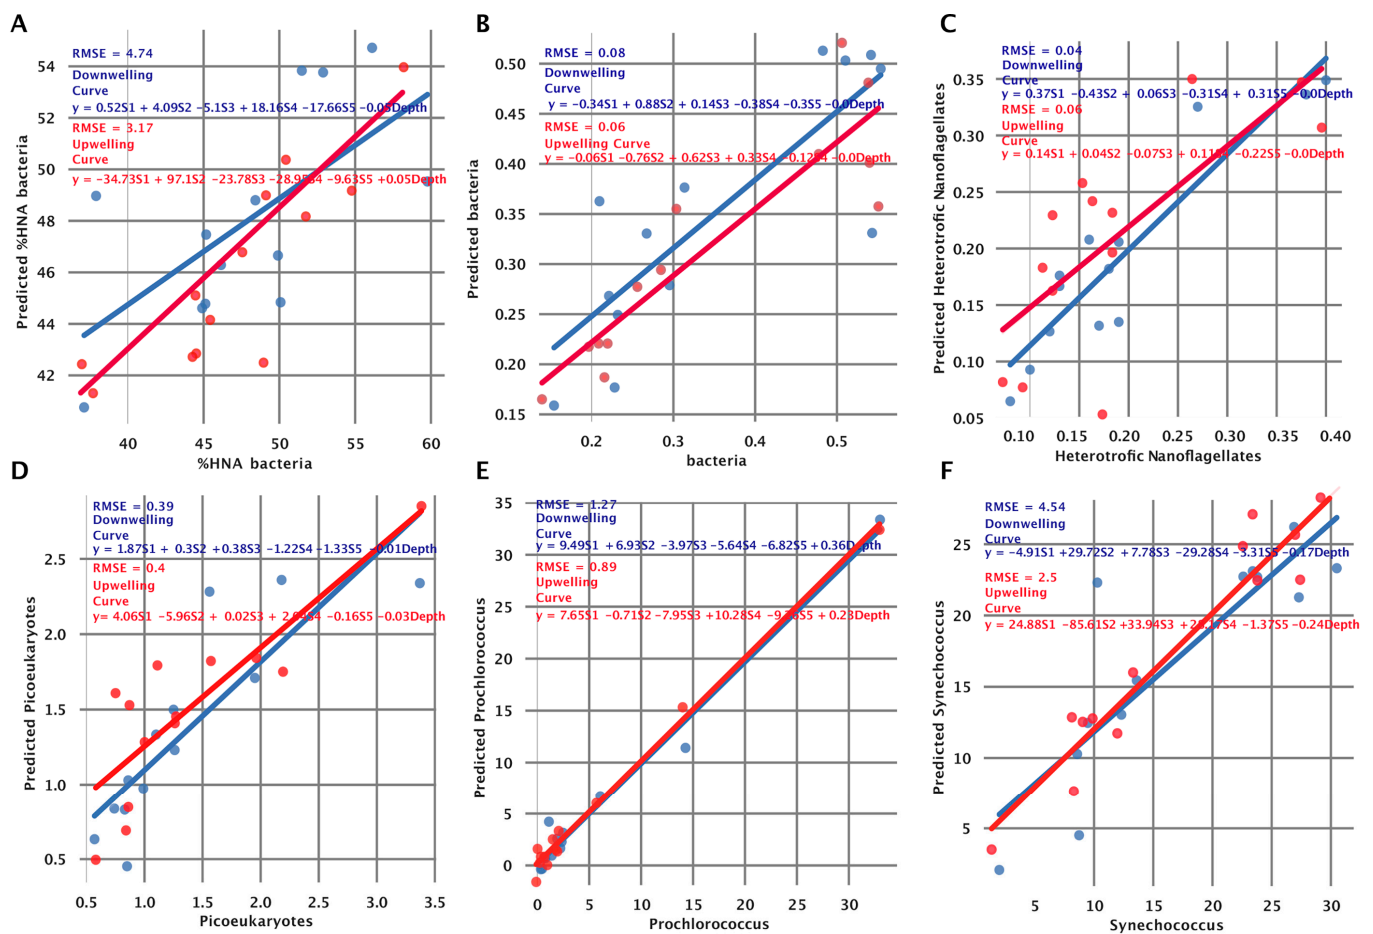 A
RMSE = 4.74
Downwelling
Curve
y = 0.52S1 + 4.09S2 −5.1S3 + 18.16S4 −17.66S5 −0.05Depth
RMSE = 3.17
Upwelling
Curve
y = −34.73S1 + 97.1S2 −23.78S3 −28.95S4 −9.63S5 +0.05Depth
54
52
50
48
46
44
42
Predicted %HNA bacteria
40 45 50 55 60
%HNA bacteria
B
RMSE = 0.08
Downwelling
Curve
y = −0.34S1 + 0.88S2 + 0.14S3 −0.38S4 −0.3S5 −0.0Depth
RMSE = 0.06
Upwelling Curve
y = −0.06S1 −0.76S2 + 0.62S3 + 0.33S4 −0.12S4 −0.0Depth
0.50
0.45
0.40
0.35
0.30
0.25
0.20
0.15
Predicted bacteria
0.2 0.3 0.4 0.5
bacteria
C
RMSE = 0.04
Downwelling
Curve
y = 0.37S1 −0.43S2 + 0.06S3 −0.31S4 + 0.31S5 −0.0Depth
RMSE = 0.06
Upwelling
Curve
y = 0.14S1 + 0.04S2 −0.07S3 + 0.11S4 −0.22S5 −0.0Depth
0.35
0.30
0.25
0.20
0.15
0.10
0.05
Predicted Heterotrofic Nanoflagellates
0.10 0.15 0.20 0.25 0.30 0.35 0.40
Heterotrofic Nanoflagellates
D
RMSE = 0.39
Downwelling
Curve
y = 1.87S1 + 0.3S2 +0.38S3 −1.22S4 −1.33S5 −0.01Depth
RMSE = 0.4
Upwelling
Curve
y= 4.06S1 −5.96S2 + 0.02S3 + S4 −0.16S5 −0.03Depth
2.5
2.0
1.5
1.0
0.5
Predicted Picoeukaryotes
0.5 1.0 1.5 2.0 2.5 3.0 3.5
Picoeukaryotes
E
RMSE = 1.27
Downwelling
Curve
y = 9.49S1 + 6.93S2 −3.97S3 −5.64S4 −6.82S5 + 0.36Depth
RMSE = 0.89
Upwelling
Curve
y = 7.65S1 −0.71S2 −7.95S3 +10.28S4 + 0.23Depth
35
30
25
20
15
10
5
0
Predicted Prochlorococcus
0 5 10 15 20 25 30
Prochlorococcus
F
RMSE = 4.54
Downwelling
Curve
y = −4.91S1 +29.72S2 + 7.78S3 −29.28S4 −3.31S5 −0.17Depth
RMSE = 2.5
Upwelling
Curve
y = 24.88S1 −85.61S2 +33.94S3 + −1.37S5 −0.24Depth
25
20
15
10
5
Predicted Synechococcus
5 10 15 20 25 30
Synechococcus